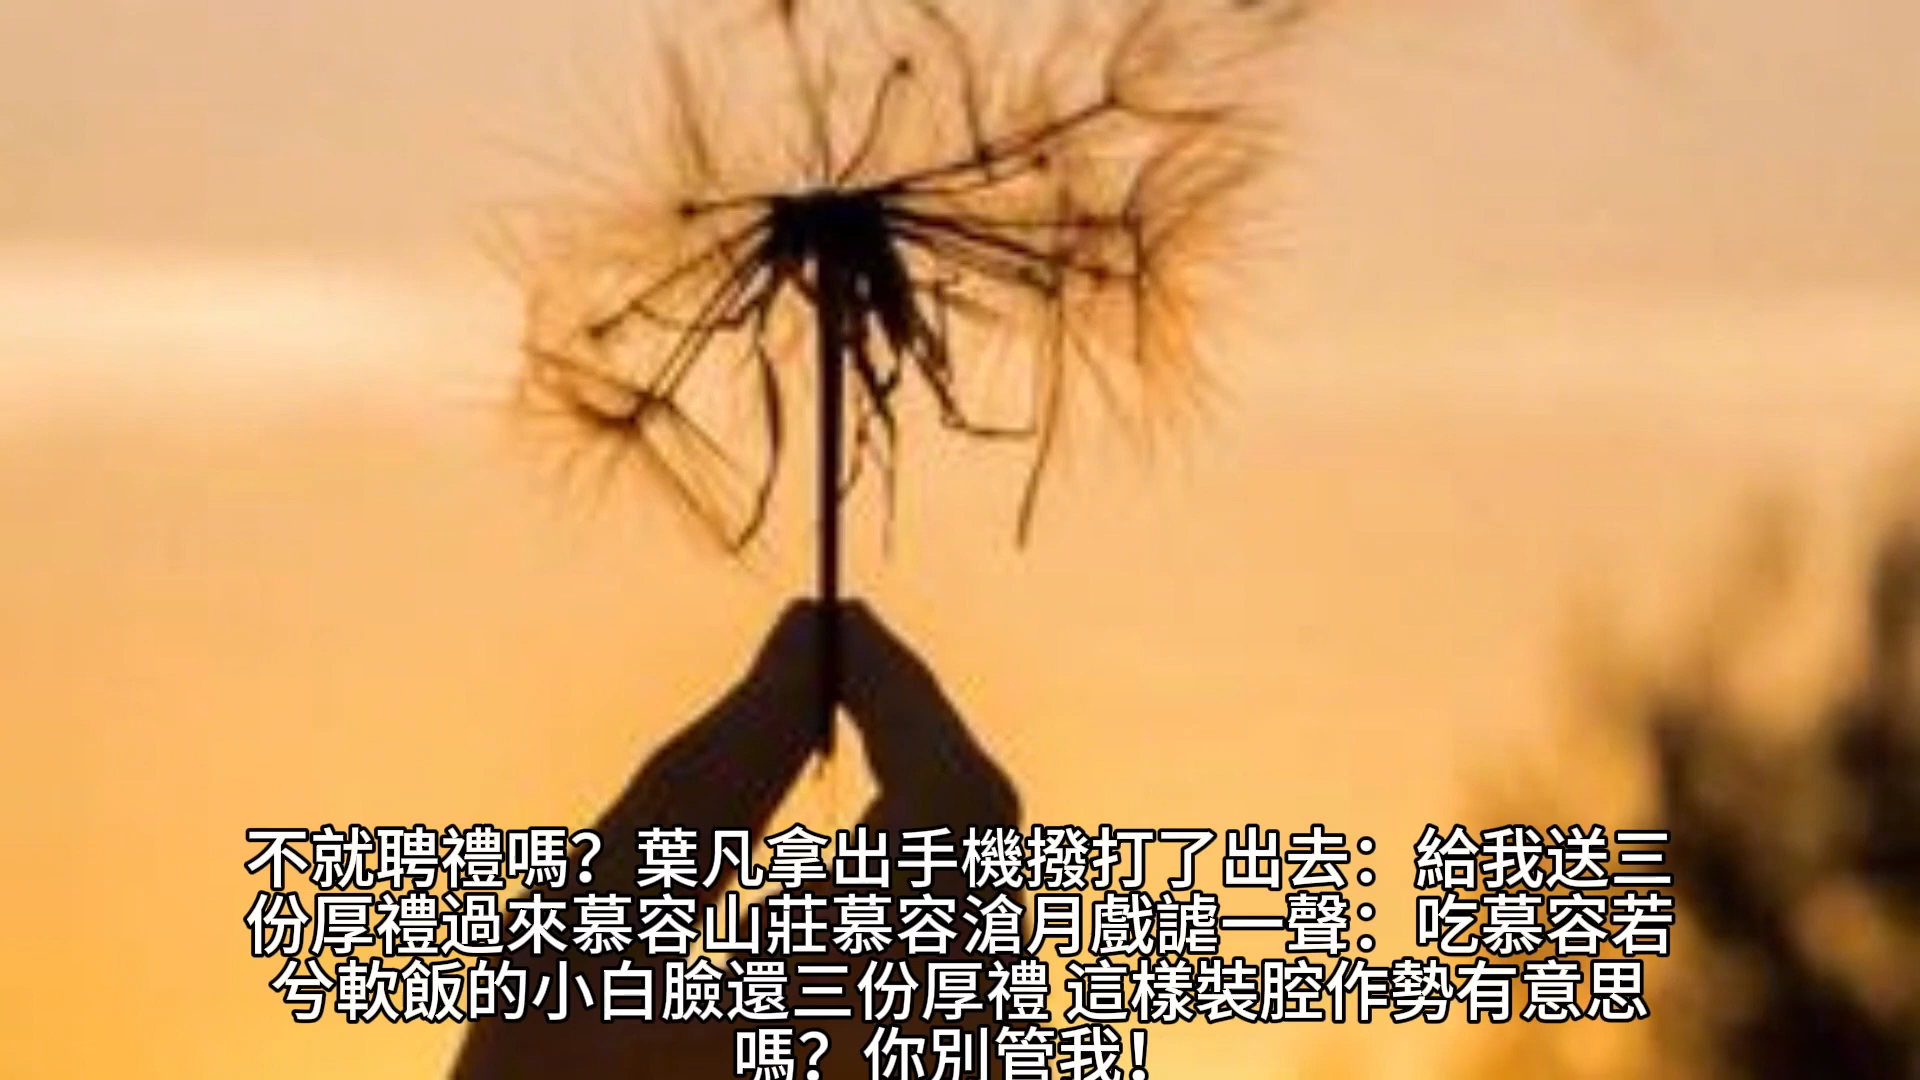 不就聘禮嗎？葉凡拿出手機撥打了出去：給我送三
份厚禮過來慕容山莊慕容滄月戲謔一聲：吃慕容若
兮軟飯的小白臉還三份厚禮 這樣裝腔作勢有意思
嗎？你別管我！